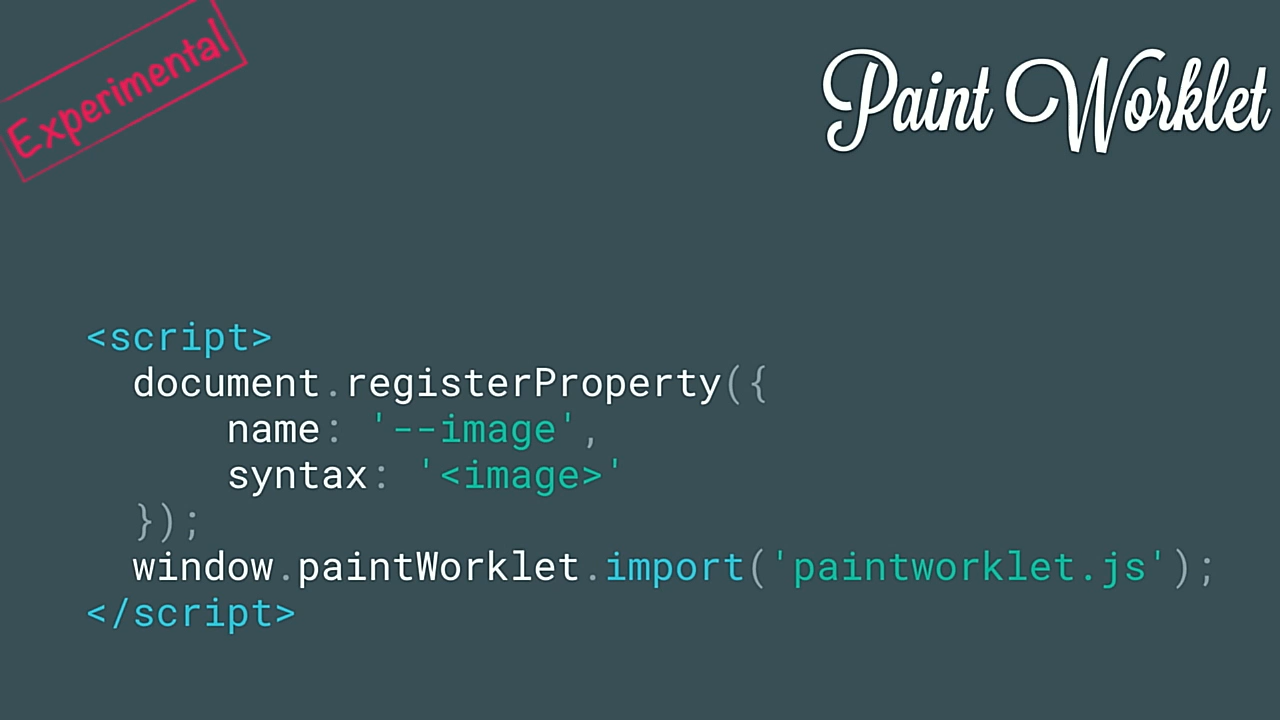 Experimental
Paint Worklet
<script>
document.registerProperty({
name: '--image',
syntax: '<image>'
});
window.paintWorklet.import('paintworklet.js');
</script>